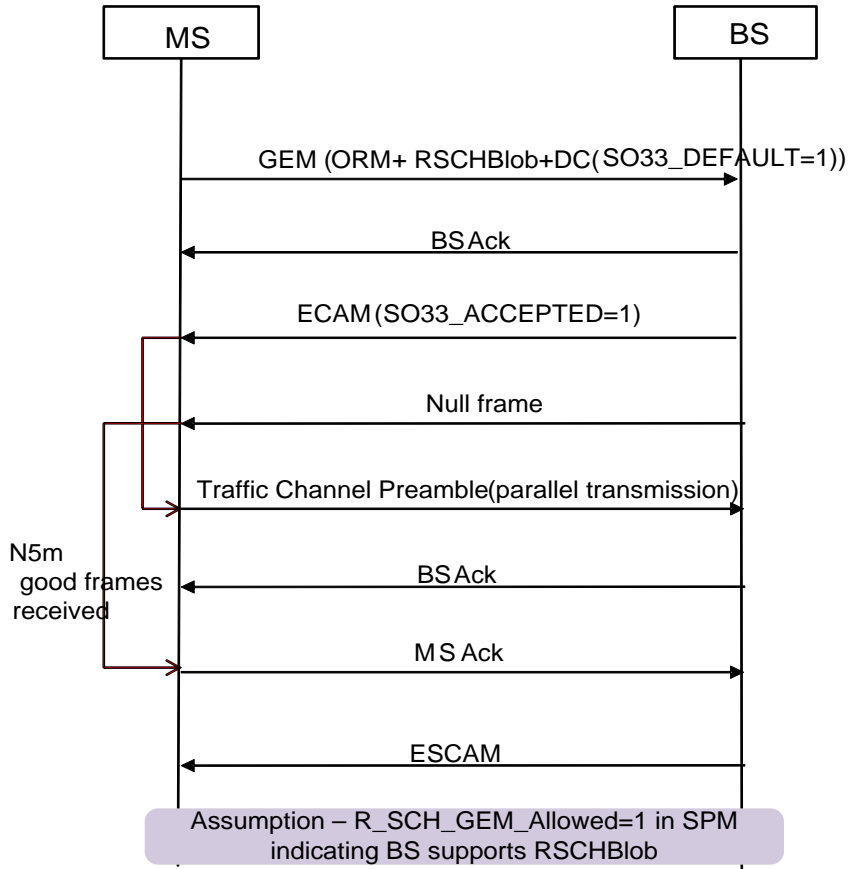 MS
BS
GEM (ORM+ RSCHBlob+DC(SO33_DEFAULT=1))
BS Ack
ECAM (SO33_ACCEPTED=1)
Null frame
Traffic Channel Preamble(parallel transmission)
N5m
good frames
received
BS Ack
MS Ack
ESCAM
Assumption – R_SCH_GEM_Allowed=1 in SPM
indicating BS supports RSCHBlob